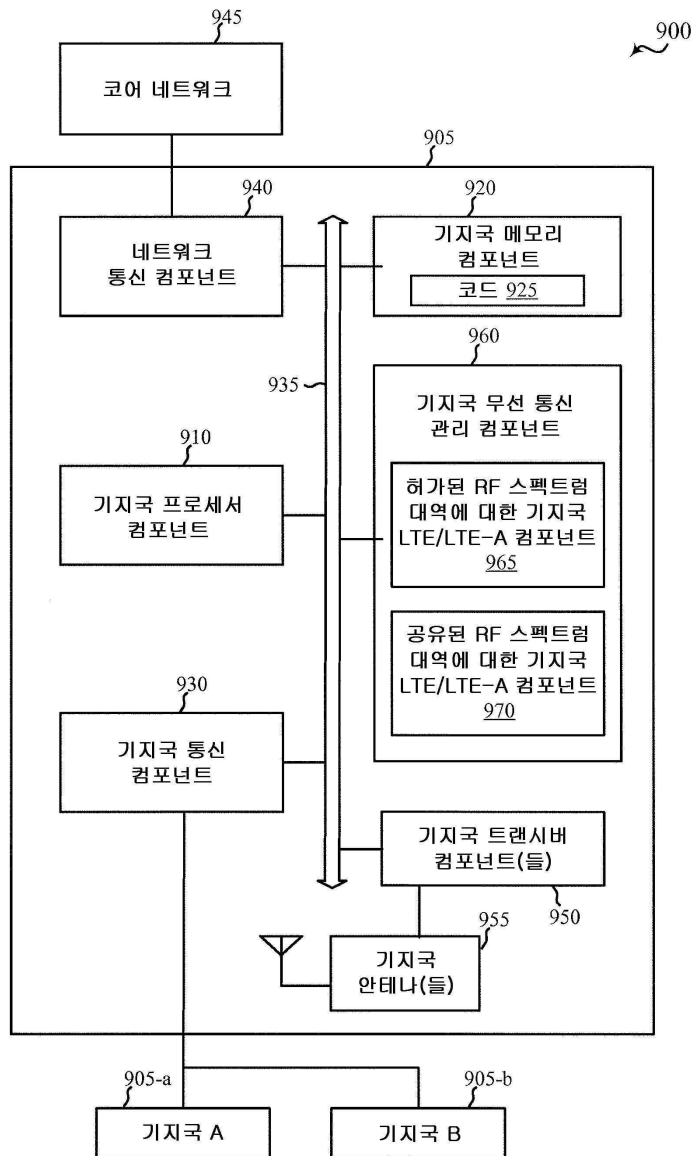 945
900
코어 네트워크
905
940
920
네트워크
통신 컴포넌트
기지국 메모리
컴포넌트
코드 925
960
935
기지국 무선 통신
관리 컴포넌트
910
기지국 프로세서
컴포넌트
허가된 RF 스펙트럼
대역에 대한 기지국
LTE/LTE-A 컴포넌트
965
공유된 RF 스펙트럼
대역에 대한 기지국
LTE/LTE-A 컴포넌트
970
930
기지국 통신
컴포넌트
기지국 트랜시버
컴포넌트(들)
950
955
기지국
안테나(들)
905-a
905-b
기지국 A
기지국 B